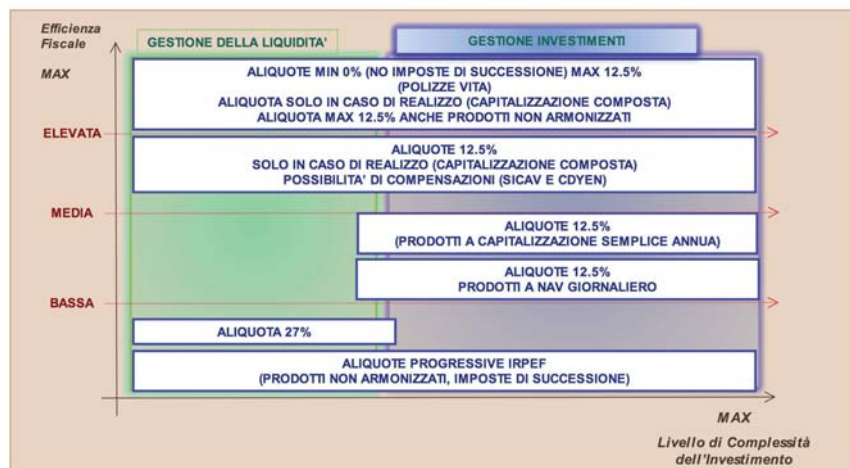 Efficienza
Fiscale
MAX
GESTIONE DELLA LIQUIDITA'
GESTIONE INVESTIMENTI
ALIQUOTE MIN 0% (NO IMPOSTE DI SUCCESSIONE) MAX 12.5%
(POLIZZE VITA)
ALIQUOTA SOLO IN CASO DI REALIZZO (CAPITALIZZAZIONE COMPOSTA)
ALIQUOTA MAX 12.5% ANCHE PRODOTTI NON ARMONIZZATI
ELEVATA
ALIQUOTE 12.5%
SOLO IN CASO DI REALIZZO (CAPITALIZZAZIONE COMPOSTA)
POSSIBILITA' DI COMPENSAZIONI (SICAV E CDYEN)
MEDIA
ALIQUOTE 12.5%
(PRODOTTI A CAPITALIZZAZIONE SEMPLICE ANNUA)
ALIQUOTE 12.5%
PRODOTTI A NAV GIORNALIERO
BASSA
ALIQUOTA 27%
ALIQUOTE PROGRESSIVE IRPEF
(PRODOTTI NON ARMONIZZATI, IMPOSTE DI SUCCESSIONE)
MAX
Livello di Complessità
dell'Investimento